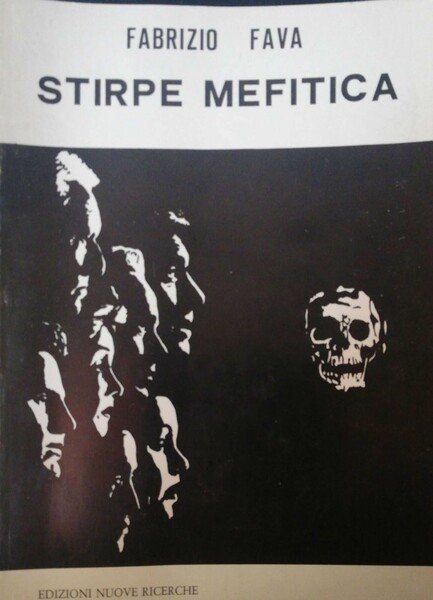 FABRIZIO FAVA
STIRPE MEFITICA
EDIZIONI NUOVE RICERCHE